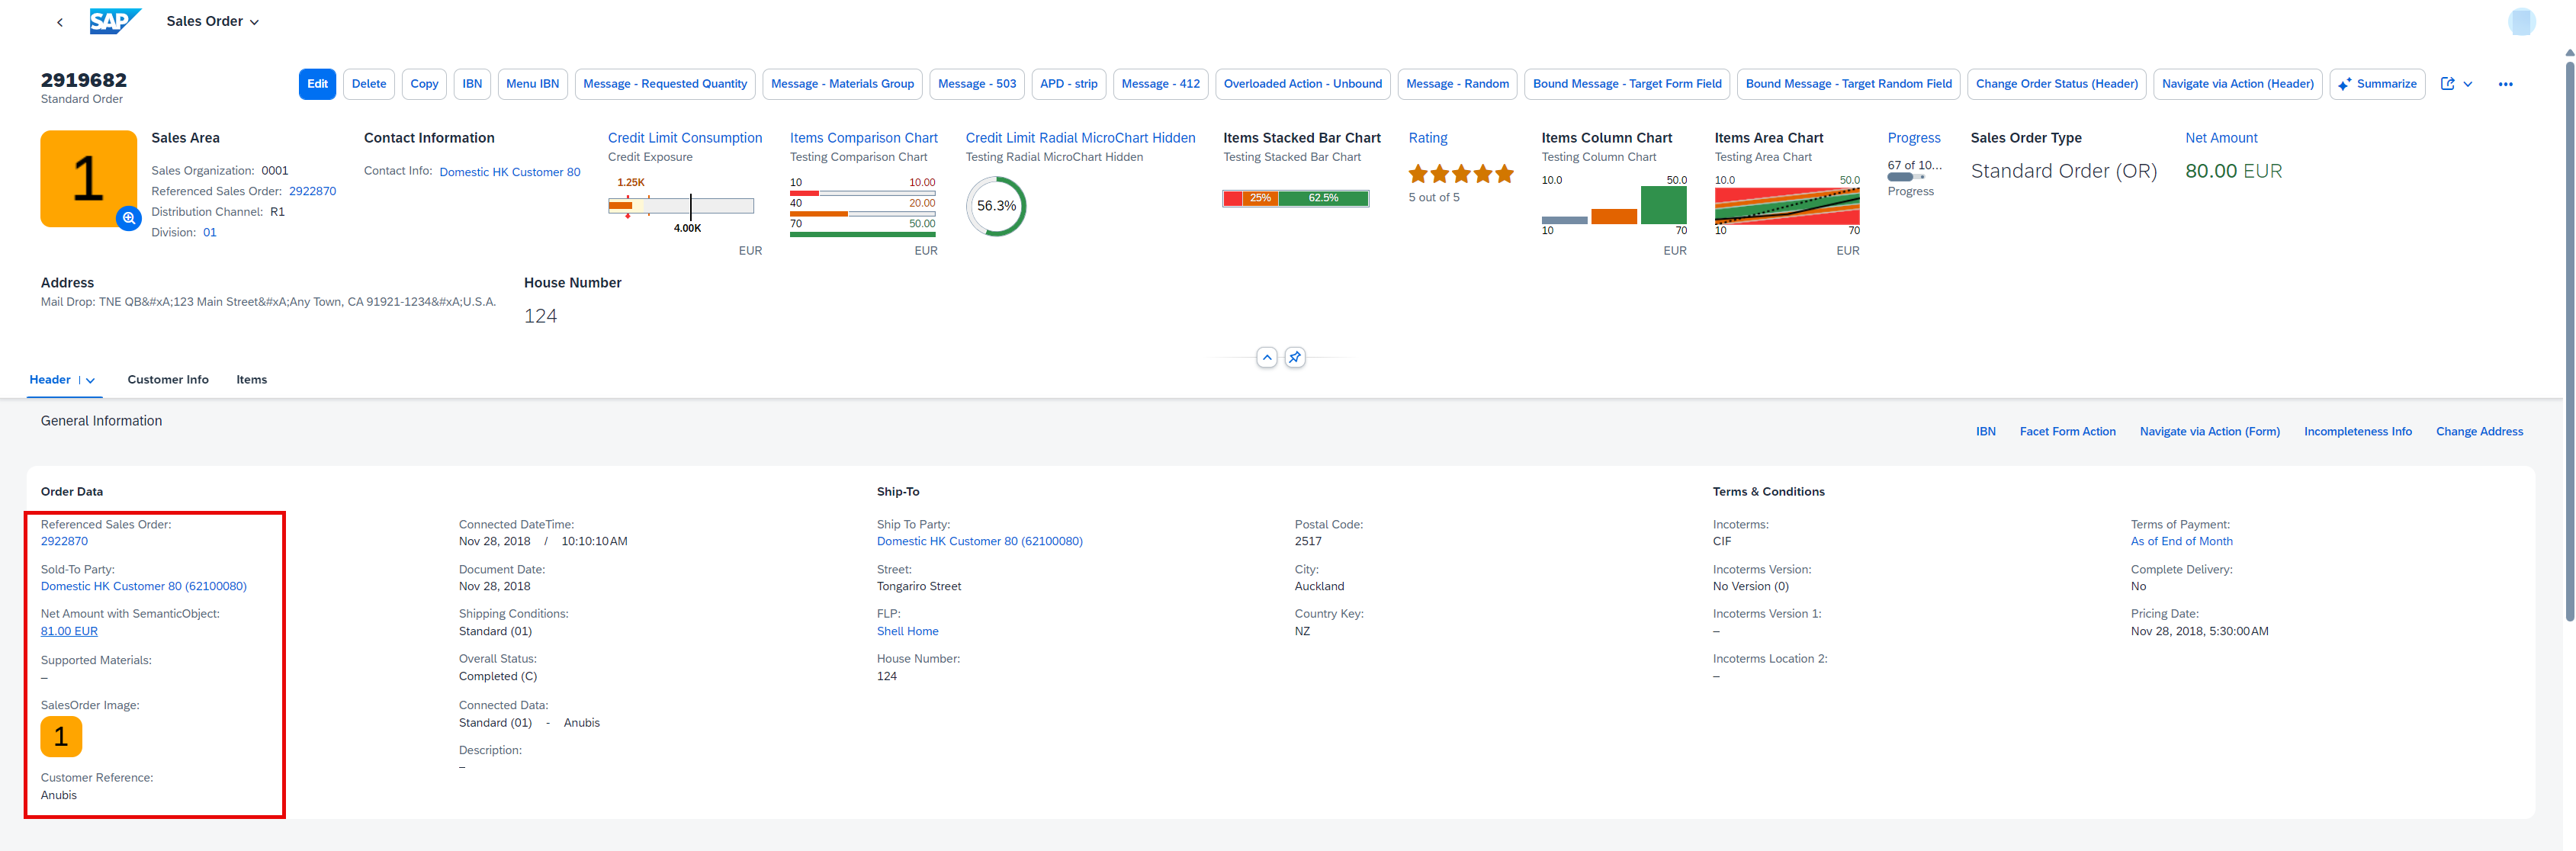 SAP
Sales Order
2919682
Standard Order
Edit
Delete
Copy
IBN
Menu IBN
Message - Requested Quantity
Message - Materials Group
Message - 503
APD - strip
Message - 412
Overloaded Action - Unbound
Message - Random
Bound Message - Target Form Field
Bound Message - Target Random Field
Change Order Status (Header)
Navigate via Action (Header)
Summarize
1
Sales Area
Sales Organization: 0001
Referenced Sales Order: 2922870
Distribution Channel: R1
Division: 01
Contact Information
Contact Info: Domestic HK Customer 80
Credit Limit Consumption
Credit Exposure
1.25K
4.00K
EUR
Items Comparison Chart
Testing Comparison Chart
10 10.00
40 20.00
70 50.00
EUR
Credit Limit Radial MicroChart Hidden
Testing Radial MicroChart Hidden
56.3%
Items Stacked Bar Chart
Testing Stacked Bar Chart
25% 62.5%
Rating
5 out of 5
Items Column Chart
Testing Column Chart
10.0 50.0
10 70
EUR
Items Area Chart
Testing Area Chart
10.0 50.0
10 70
EUR
Progress
67 of 10...
Progress
Sales Order Type
Standard Order (OR)
Net Amount
80.00 EUR
Address
Mail Drop: TNE QB&#xA;123 Main Street&#xA;Any Town, CA 91921-1234&#xA;U.S.A.
House Number
124
Header
Customer Info
Items
General Information
IBN
Facet Form Action
Navigate via Action (Form)
Incompleteness Info
Change Address
Order Data
Referenced Sales Order:
2922870
Sold-To Party:
Domestic HK Customer 80 (62100080)
Net Amount with SemanticObject:
81.00 EUR
Supported Materials:
–
SalesOrder Image:
1
Customer Reference:
Anubis
Connected DateTime:
Nov 28, 2018 / 10:10:10 AM
Document Date:
Nov 28, 2018
Shipping Conditions:
Standard (01)
Overall Status:
Completed (C)
Connected Data:
Standard (01) - Anubis
Description:
–
Ship-To
Ship To Party:
Domestic HK Customer 80 (62100080)
Street:
Tongariro Street
FLP:
Shell Home
House Number:
124
Postal Code:
2517
City:
Auckland
Country Key:
NZ
Terms & Conditions
Incoterms:
CIF
Incoterms Version:
No Version (0)
Incoterms Version 1:
–
Incoterms Location 2:
–
Terms of Payment:
As of End of Month
Complete Delivery:
No
Pricing Date:
Nov 28, 2018, 5:30:00 AM